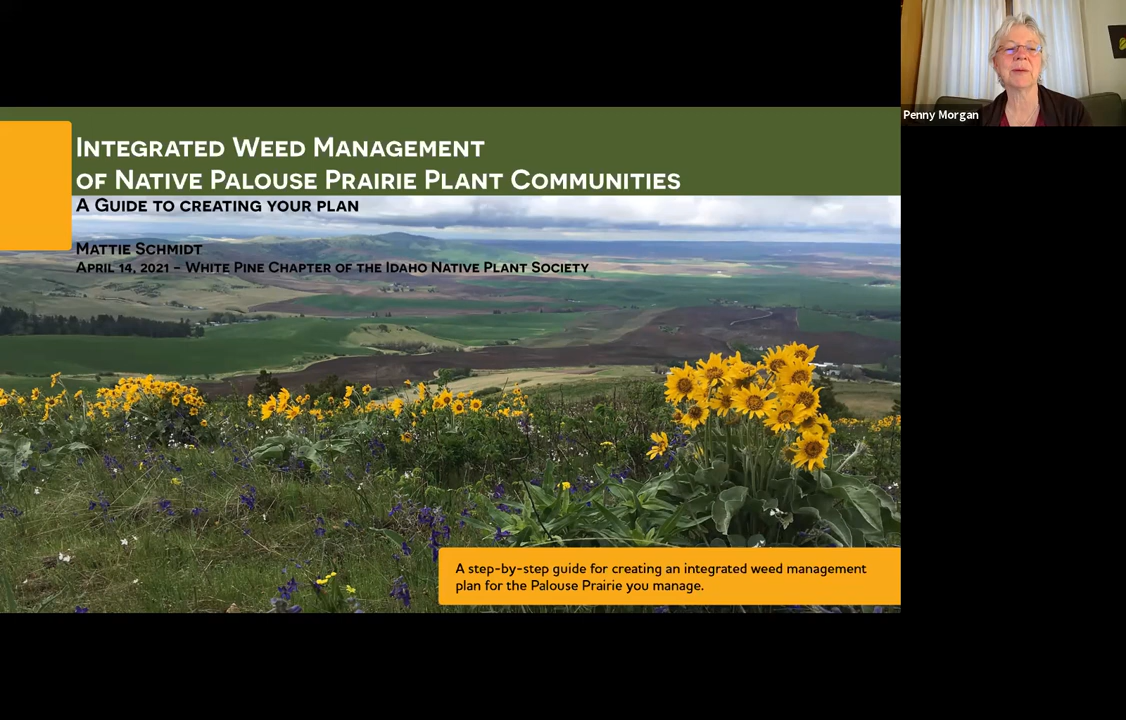 Integrated Weed Management
of Native Palouse Prairie Plant Communities
A Guide to creating your plan
Mattie Schmidt
April 14, 2021 – White Pine Chapter of the Idaho Native Plant Society
A step-by-step guide for creating an integrated weed management
plan for the Palouse Prairie you manage.
Penny Morgan